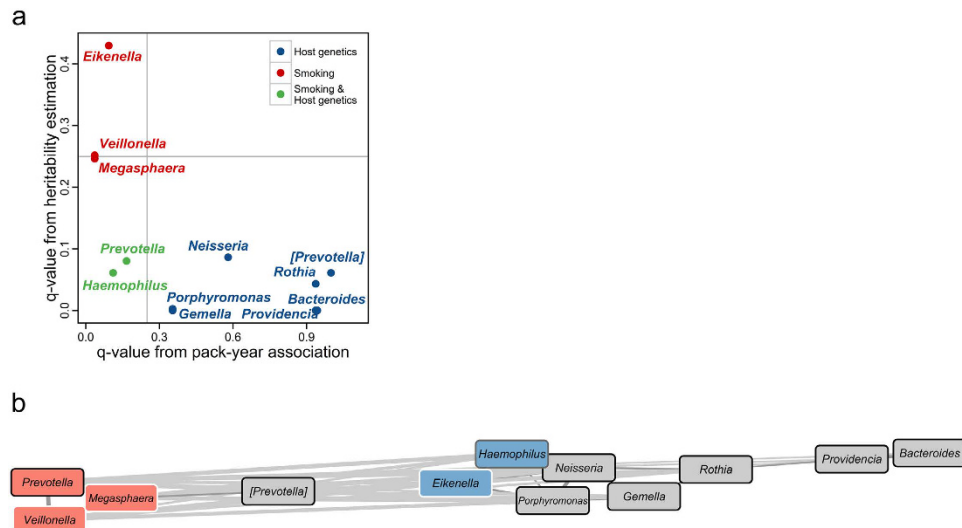 a
q-value from heritability estimation
0.4
0.3
0.2
0.1
0.0
Eikenella
Host genetics
Smoking
Smoking &
Host genetics
Veillonella
Megasphaera
Prevotella
Haemophilus
Neisseria
[Prevotella]
Rothia
Porphyromonas
Bacteroides
Gemella
Providencia
0.0
0.3
0.6
0.9
q-value from pack-year association
b
Prevotella
Veillonella
Megasphaera
[Prevotella]
Haemophilus
Eikenella
Neisseria
Porphyromonas
Gemella
Rothia
Providencia
Bacteroides